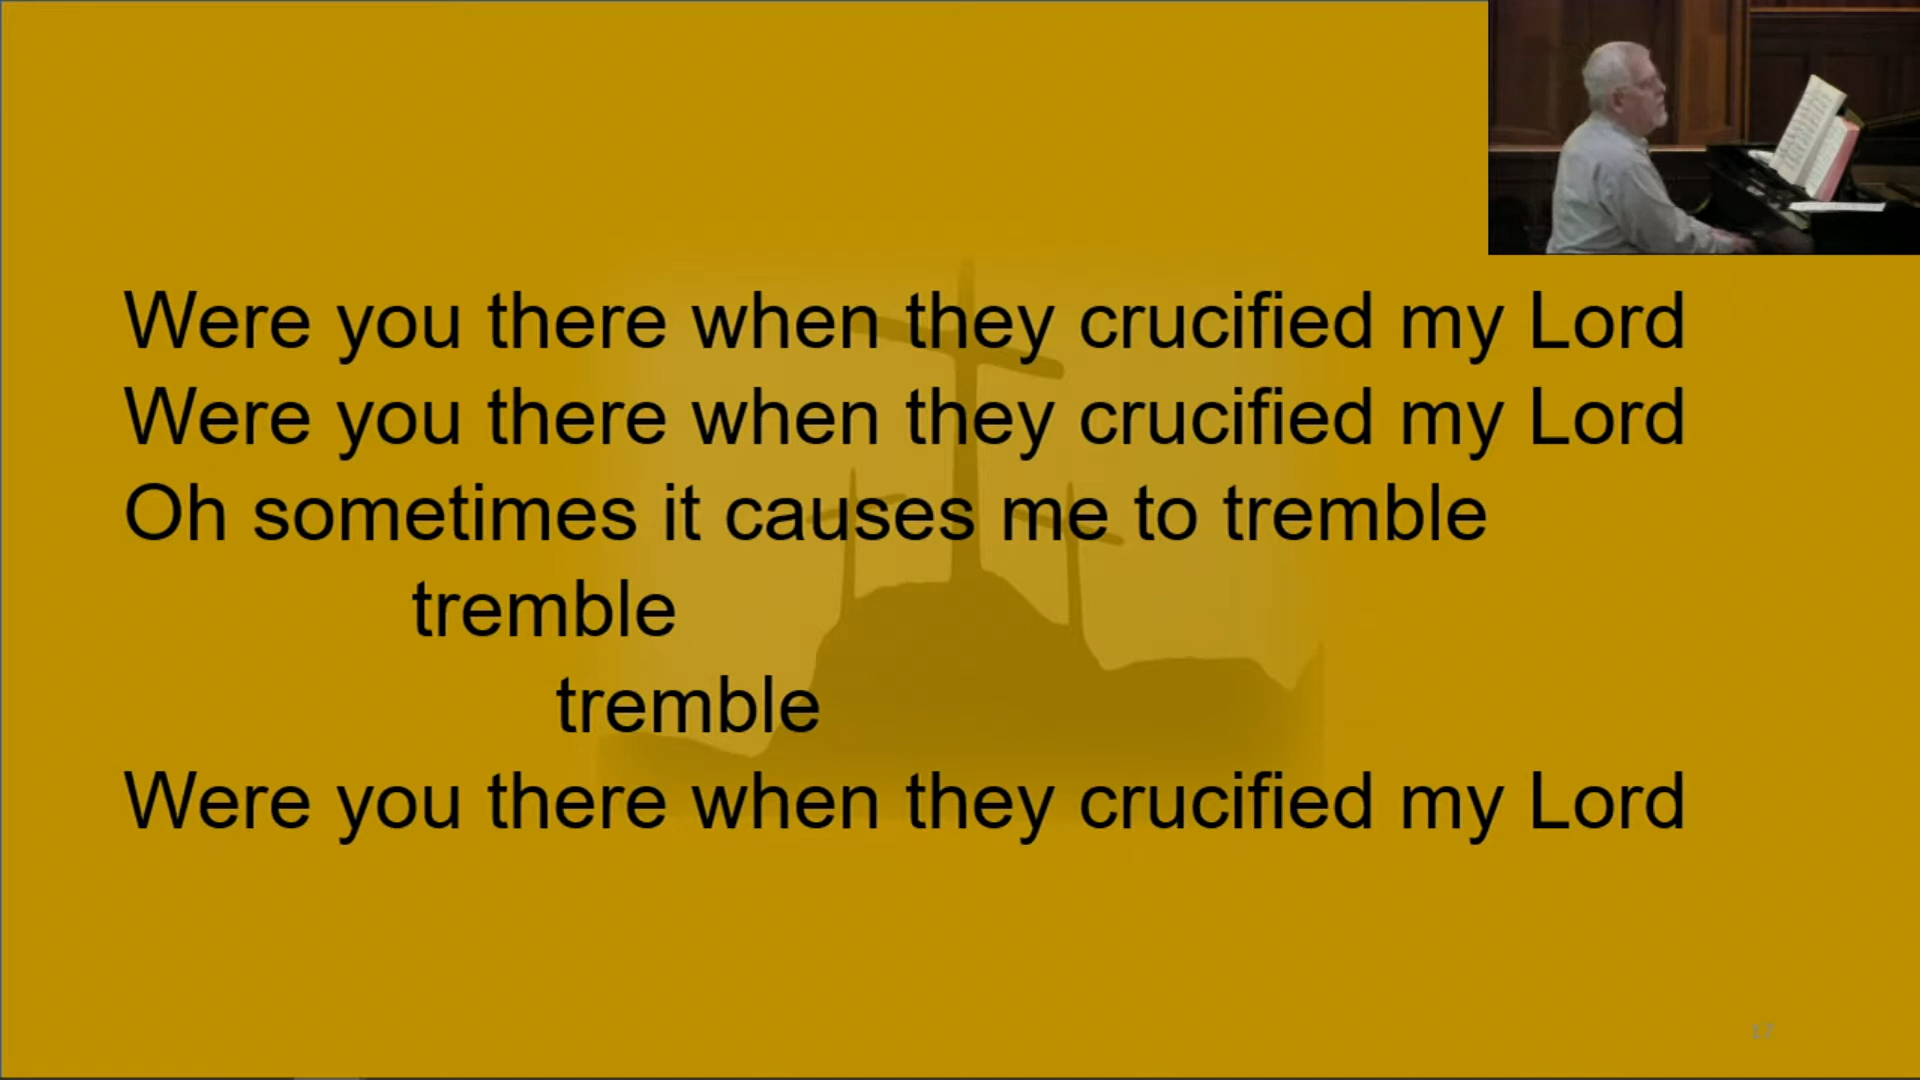 Were you there when they crucified my Lord
Were you there when they crucified my Lord
Oh sometimes it causes me to tremble
tremble
tremble
Were you there when they crucified my Lord
17